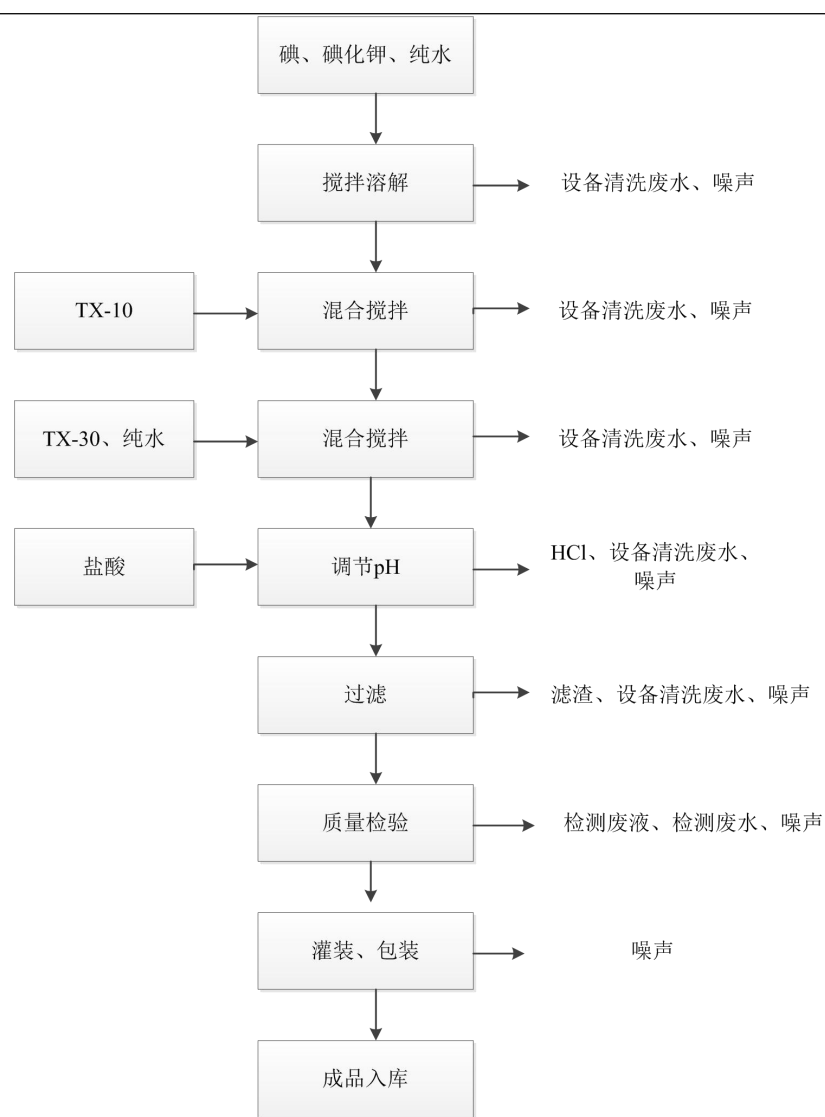 碘、碘化钾、纯水
搅拌溶解
设备清洗废水、噪声
TX-10
混合搅拌
设备清洗废水、噪声
TX-30、纯水
混合搅拌
设备清洗废水、噪声
盐酸
调节pH
HCl、设备清洗废水、
噪声
过滤
滤渣、设备清洗废水、噪声
质量检验
检测废液、检测废水、噪声
灌装、包装
噪声
成品入库